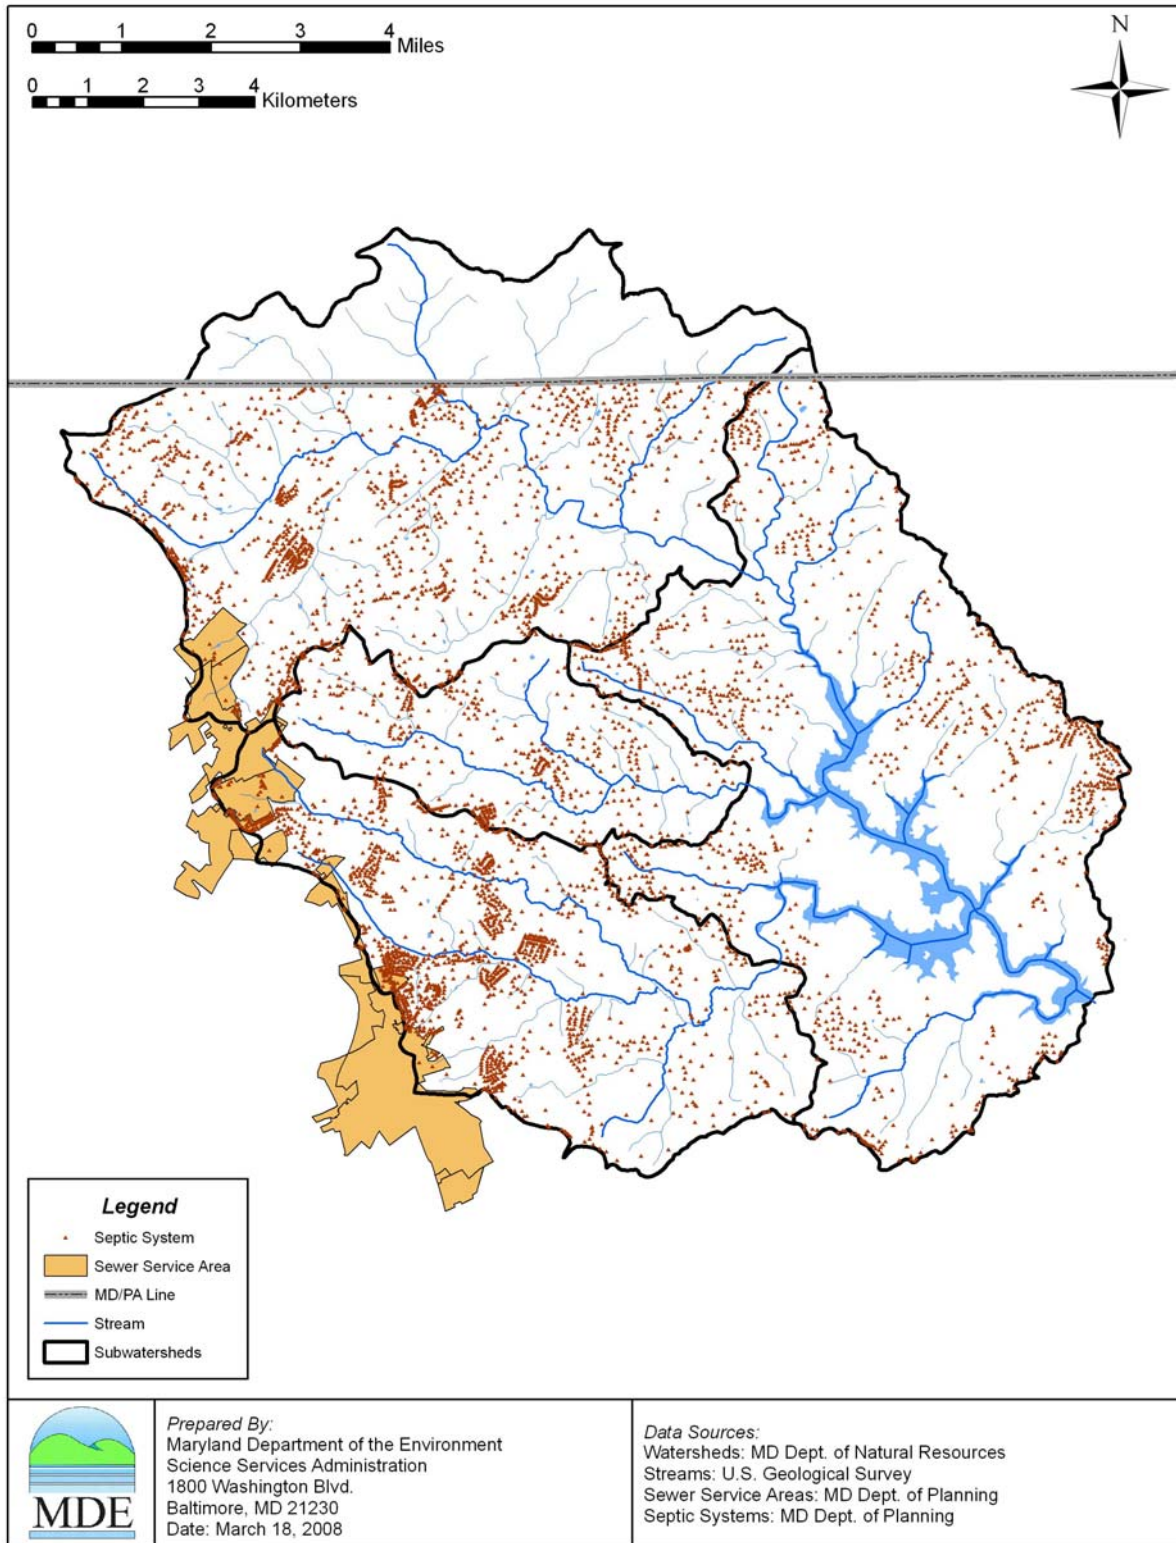 0 1 2 3 4
Miles
0 1 2 3 4
Kilometers
N
Legend
Septic System
Sewer Service Area
MD/PA Line
Stream
Subwatersheds
MDE
Prepared By:
Maryland Department of the Environment
Science Services Administration
1800 Washington Blvd.
Baltimore, MD 21230
Date: March 18, 2008
Data Sources:
Watersheds: MD Dept. of Natural Resources
Streams: U.S. Geological Survey
Sewer Service Areas: MD Dept. of Planning
Septic Systems: MD Dept. of Planning